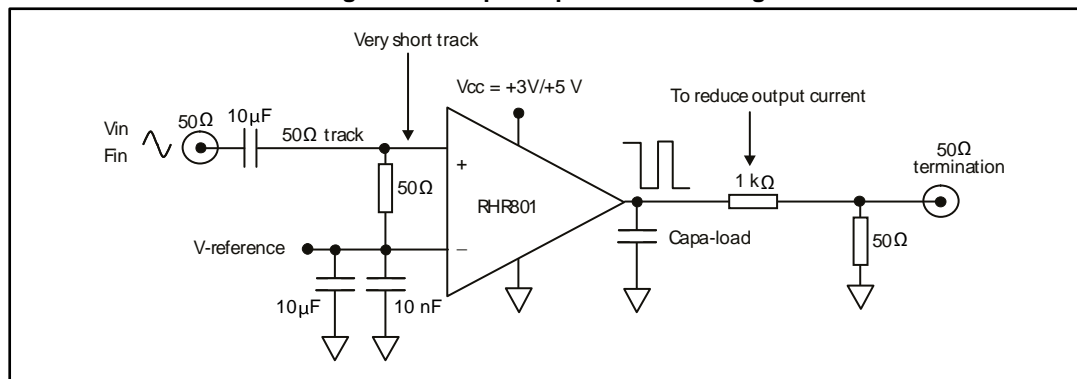 Very short track
Vcc = +3V/+5 V
To reduce output current
Vin
Fin
50Ω
10µF
50Ω track
50Ω
termination
+
50Ω
RHR801
1 kΩ
V-reference
−
Capa-load
50Ω
10µF
10 nF